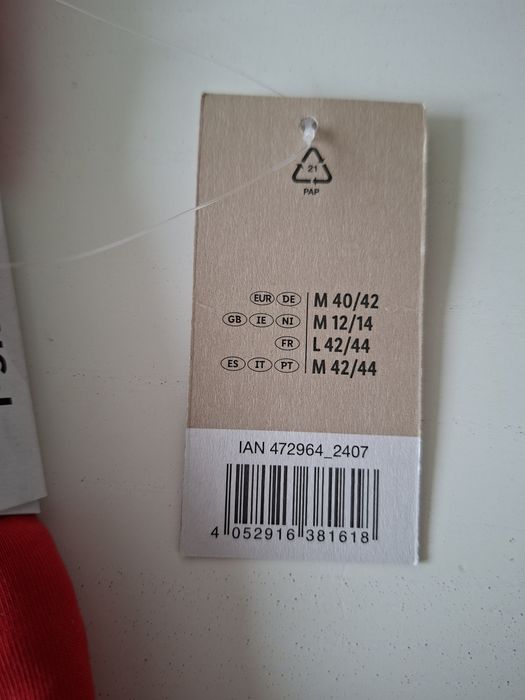 21
PAP
EUR DE M 40/42
GB IE NI M 12/14
FR L 42/44
ES IT PT M 42/44
IAN 472964_2407
4 052916 381618